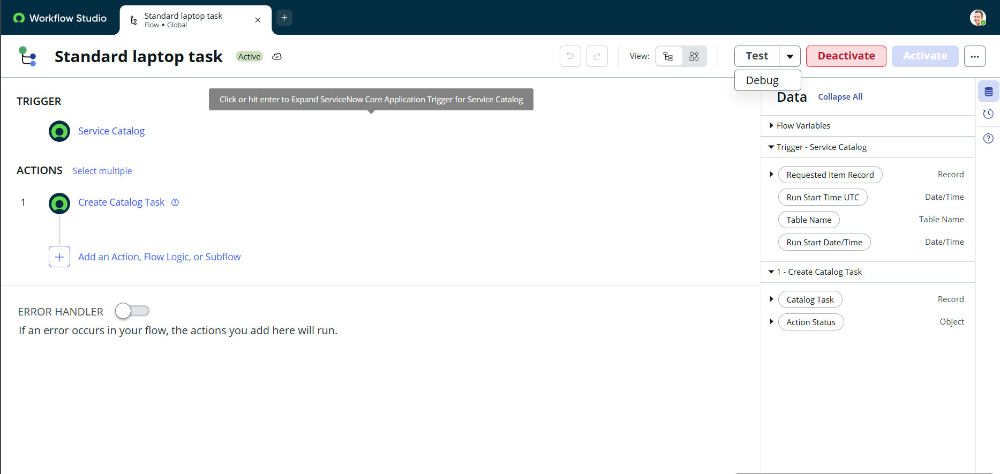 Workflow Studio
Standard laptop task
Flow • Global
Standard laptop task
Active
View:
Test
Deactivate
Activate
Debug
TRIGGER
Click or hit enter to Expand ServiceNow Core Application Trigger for Service Catalog
Service Catalog
ACTIONS
Select multiple
1
Create Catalog Task
Add an Action, Flow Logic, or Subflow
ERROR HANDLER
If an error occurs in your flow, the actions you add here will run.
Data
Collapse All
Flow Variables
Trigger - Service Catalog
Requested Item Record
Record
Run Start Time UTC
Date/Time
Table Name
Table Name
Run Start Date/Time
Date/Time
1 - Create Catalog Task
Catalog Task
Record
Action Status
Object